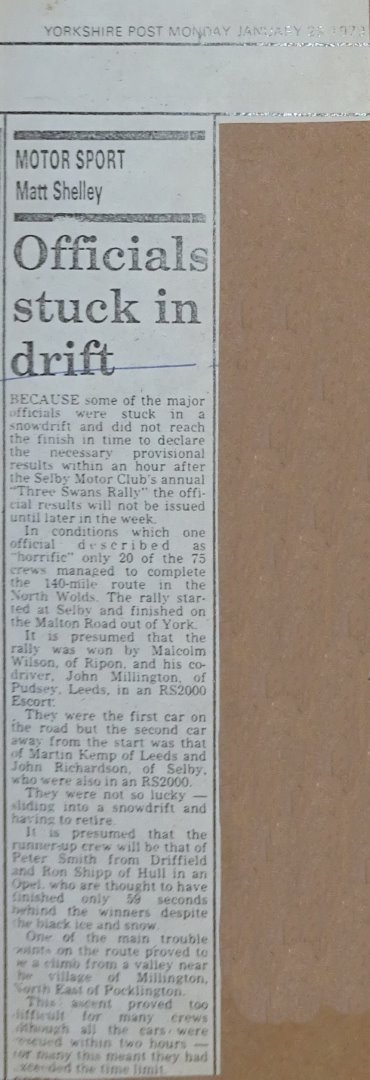 YORKSHIRE POST MONDAY JANUARY
MOTOR SPORT
Matt Shelley
Officials
stuck in
drift
BECAUSE some of the major
officials were stuck in a
snowdrift and did not reach
the finish in time to declare
the necessary provisional
results within an hour after
the Selby Motor Club's annual
"Three Swans Rally" the offi-
cial results will not be issued
until later in the week.
In conditions which one
official described as
"horrific" only 20 of the 75
crews managed to complete
the 140-mile route in the
North Wolds. The rally star-
ted at Selby and finished on
the Malton Road out of York.
It is presumed that the
rally was won by Malcolm
Wilson, of Ripon, and his co-
driver, John Millington, of
Pudsey, Leeds, in an RS2000
Escort.
They were the first car on
the road but the second car
away from the start was that
of Martin Kemp of Leeds and
John Richardson, of Selby,
who were also in an RS2000.
They were not so lucky —
sliding into a snowdrift and
having to retire.
It is presumed that the
runner-up crew will be that of
Peter Smith from Driffield
and Ron Shipp of Hull in an
Opel, who are thought to have
finished only 59 seconds
behind the winners despite
the black ice and snow.
One of the main trouble
points on the route proved to
be a climb from a valley near
the village of Millington,
North East of Pocklington.
This ascent proved too
difficult for many crews
although all the cars were
rescued within two hours —
for many this meant they had
exceeded the time limit.